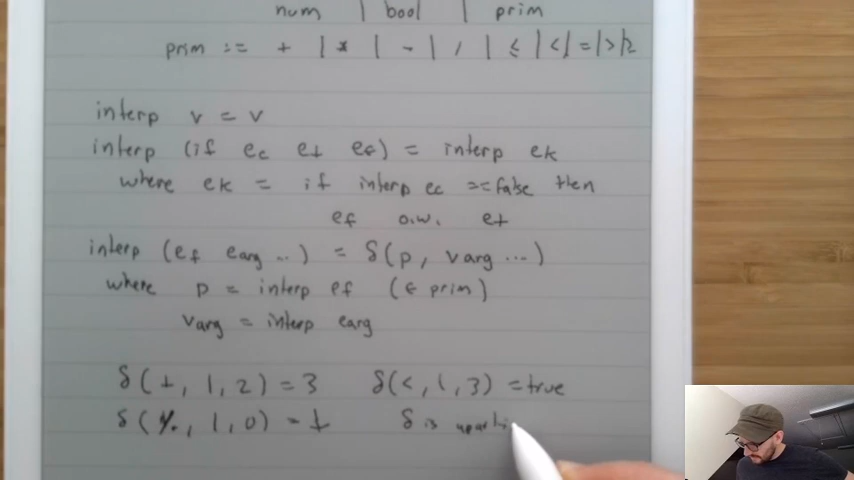 num | bool | prim
prim := + | * | - | / | ≤ | < | = | > | ≥
interp v = v
interp (if ec et ef) = interp ek
where ek = if interp ec == false then
ef o.w. et
interp (ef earg ...) = δ(p, varg ...)
where p = interp ef (∈ prim)
varg = interp earg
δ(+, 1, 2) = 3 δ(<, 1, 3) = true
δ( , 1, 0) = ⊥ δ is